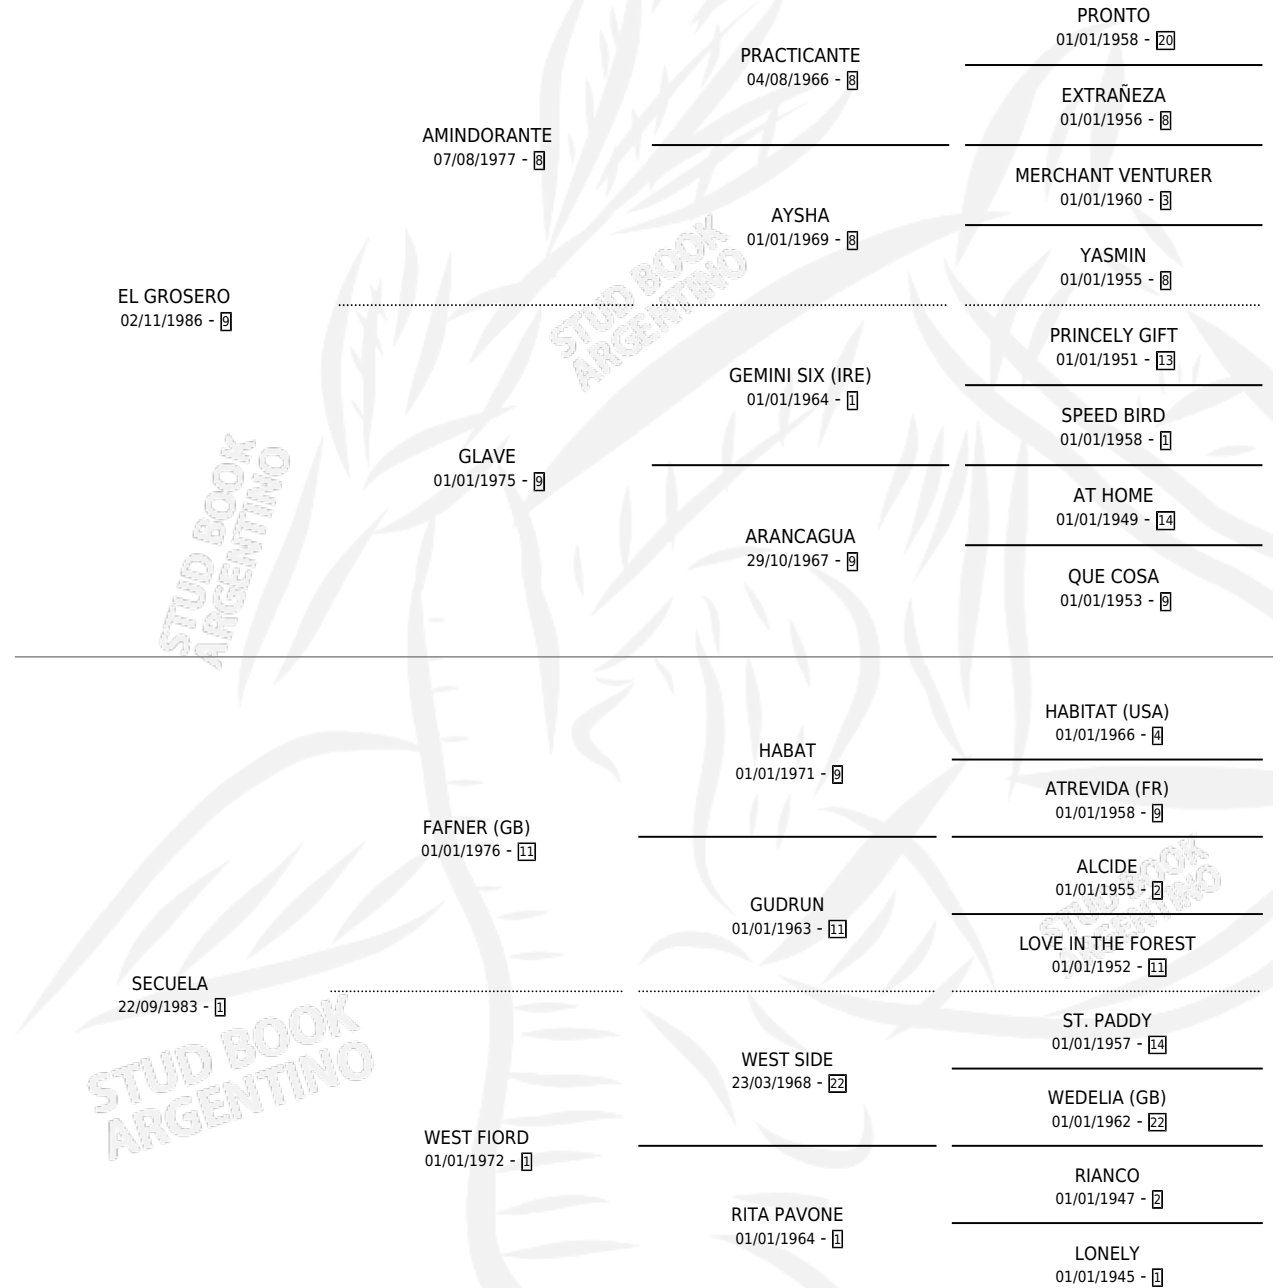 PRONTO
01/01/1958 - 20
PRACTICANTE
04/08/1966 - 8
EXTRAÑEZA
01/01/1956 - 8
AMINDORANTE
07/08/1977 - 8
MERCHANT VENTURER
01/01/1960 - 3
AYSHA
01/01/1969 - 8
YASMIN
01/01/1955 - 8
EL GROSERO
02/11/1986 - 9
PRINCELY GIFT
01/01/1951 - 13
GEMINI SIX (IRE)
01/01/1964 - 1
SPEED BIRD
01/01/1958 - 1
GLAVE
01/01/1975 - 9
AT HOME
01/01/1949 - 14
ARANCAGUA
29/10/1967 - 9
QUE COSA
01/01/1953 - 9
STUD BOOK
ARGENTINO
STUD BOOK
ARGENTINO
HABITAT (USA)
01/01/1966 - 4
HABAT
01/01/1971 - 9
ATREVIDA (FR)
01/01/1958 - 9
FAFNER (GB)
01/01/1976 - 11
ALCIDE
01/01/1955 - 2
GUDRUN
01/01/1963 - 11
LOVE IN THE FOREST
01/01/1952 - 11
SECUELA
22/09/1983 - 1
ST. PADDY
01/01/1957 - 14
WEST SIDE
23/03/1968 - 22
WEDELIA (GB)
01/01/1962 - 22
WEST FIORD
01/01/1972 - 1
RIANCO
01/01/1947 - 2
RITA PAVONE
01/01/1964 - 1
LONELY
01/01/1945 - 1
STUD BOOK
ARGENTINO
STUD BOOK
ARGENTINO